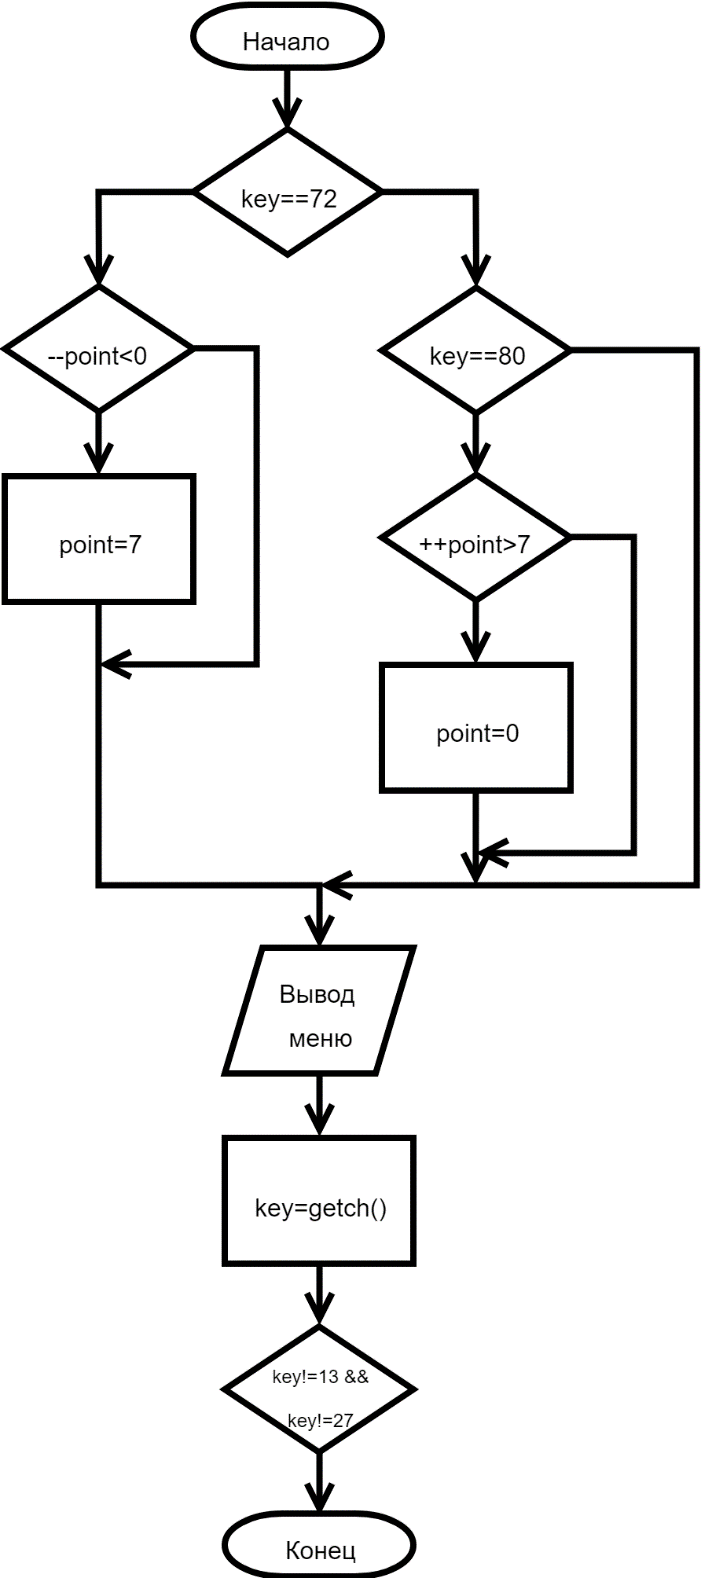 Начало
key==72
--point<0
key==80
point=7
++point>7
point=0
Вывод
меню
key=getch()
key!=13 &&
key!=27
Конец